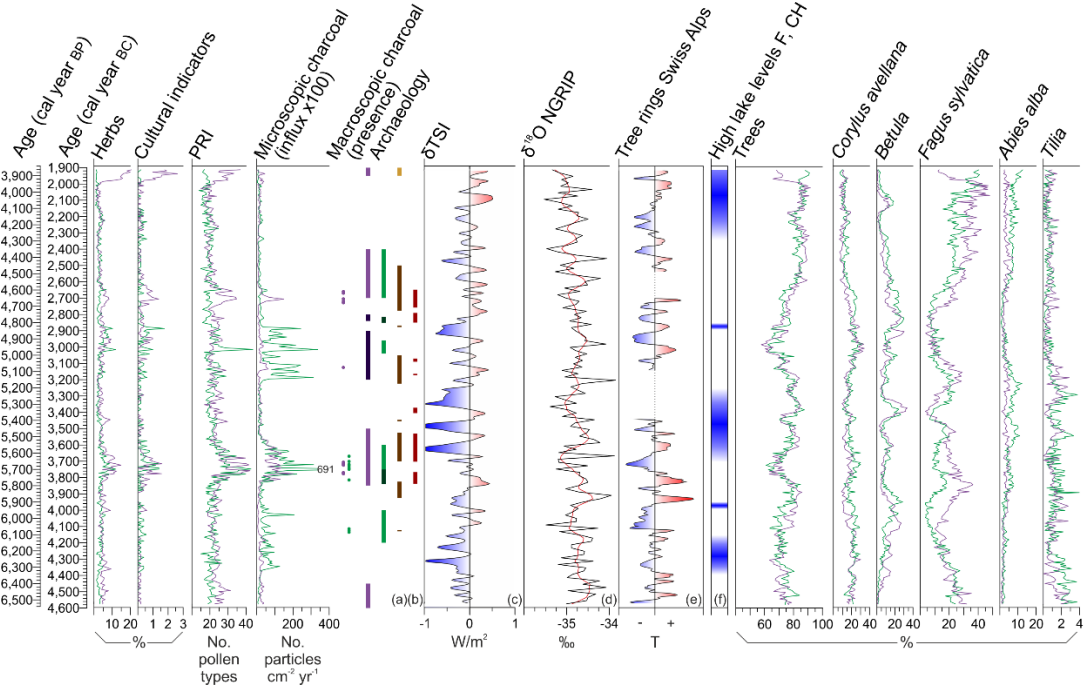 Age (cal year BP)
Age (cal year BC)
Herbs
Cultural indicators
PRI
Microscopic charcoal
(influx x100)
Macroscopic charcoal
(presence)
Archaeology
δTSI
δ¹⁸O NGRIP
Tree rings Swiss Alps
High lake levels F, CH
Trees
Corylus avellana
Betula
Fagus sylvatica
Abies alba
Tilia
3,900
4,000
4,100
4,200
4,300
4,400
4,500
4,600
4,700
4,800
4,900
5,000
5,100
5,200
5,300
5,400
5,500
5,600
5,700
5,800
5,900
6,000
6,100
6,200
6,300
6,400
6,500
1,900
2,000
2,100
2,200
2,300
2,400
2,500
2,600
2,700
2,800
2,900
3,000
3,100
3,200
3,300
3,400
3,500
3,600
3,700
3,800
3,900
4,000
4,100
4,200
4,300
4,400
4,500
4,600
691
(a)(b) (c) (d) (e) (f)
10 20 1 2 3 20 30 40 200 400 -1 0 1 -35 -34 - + 40 60 80 100 20 40 20 40 20 40 20 2 4
% No. No. W/m² ‰ T %
pollen particles
types cm⁻² yr⁻¹